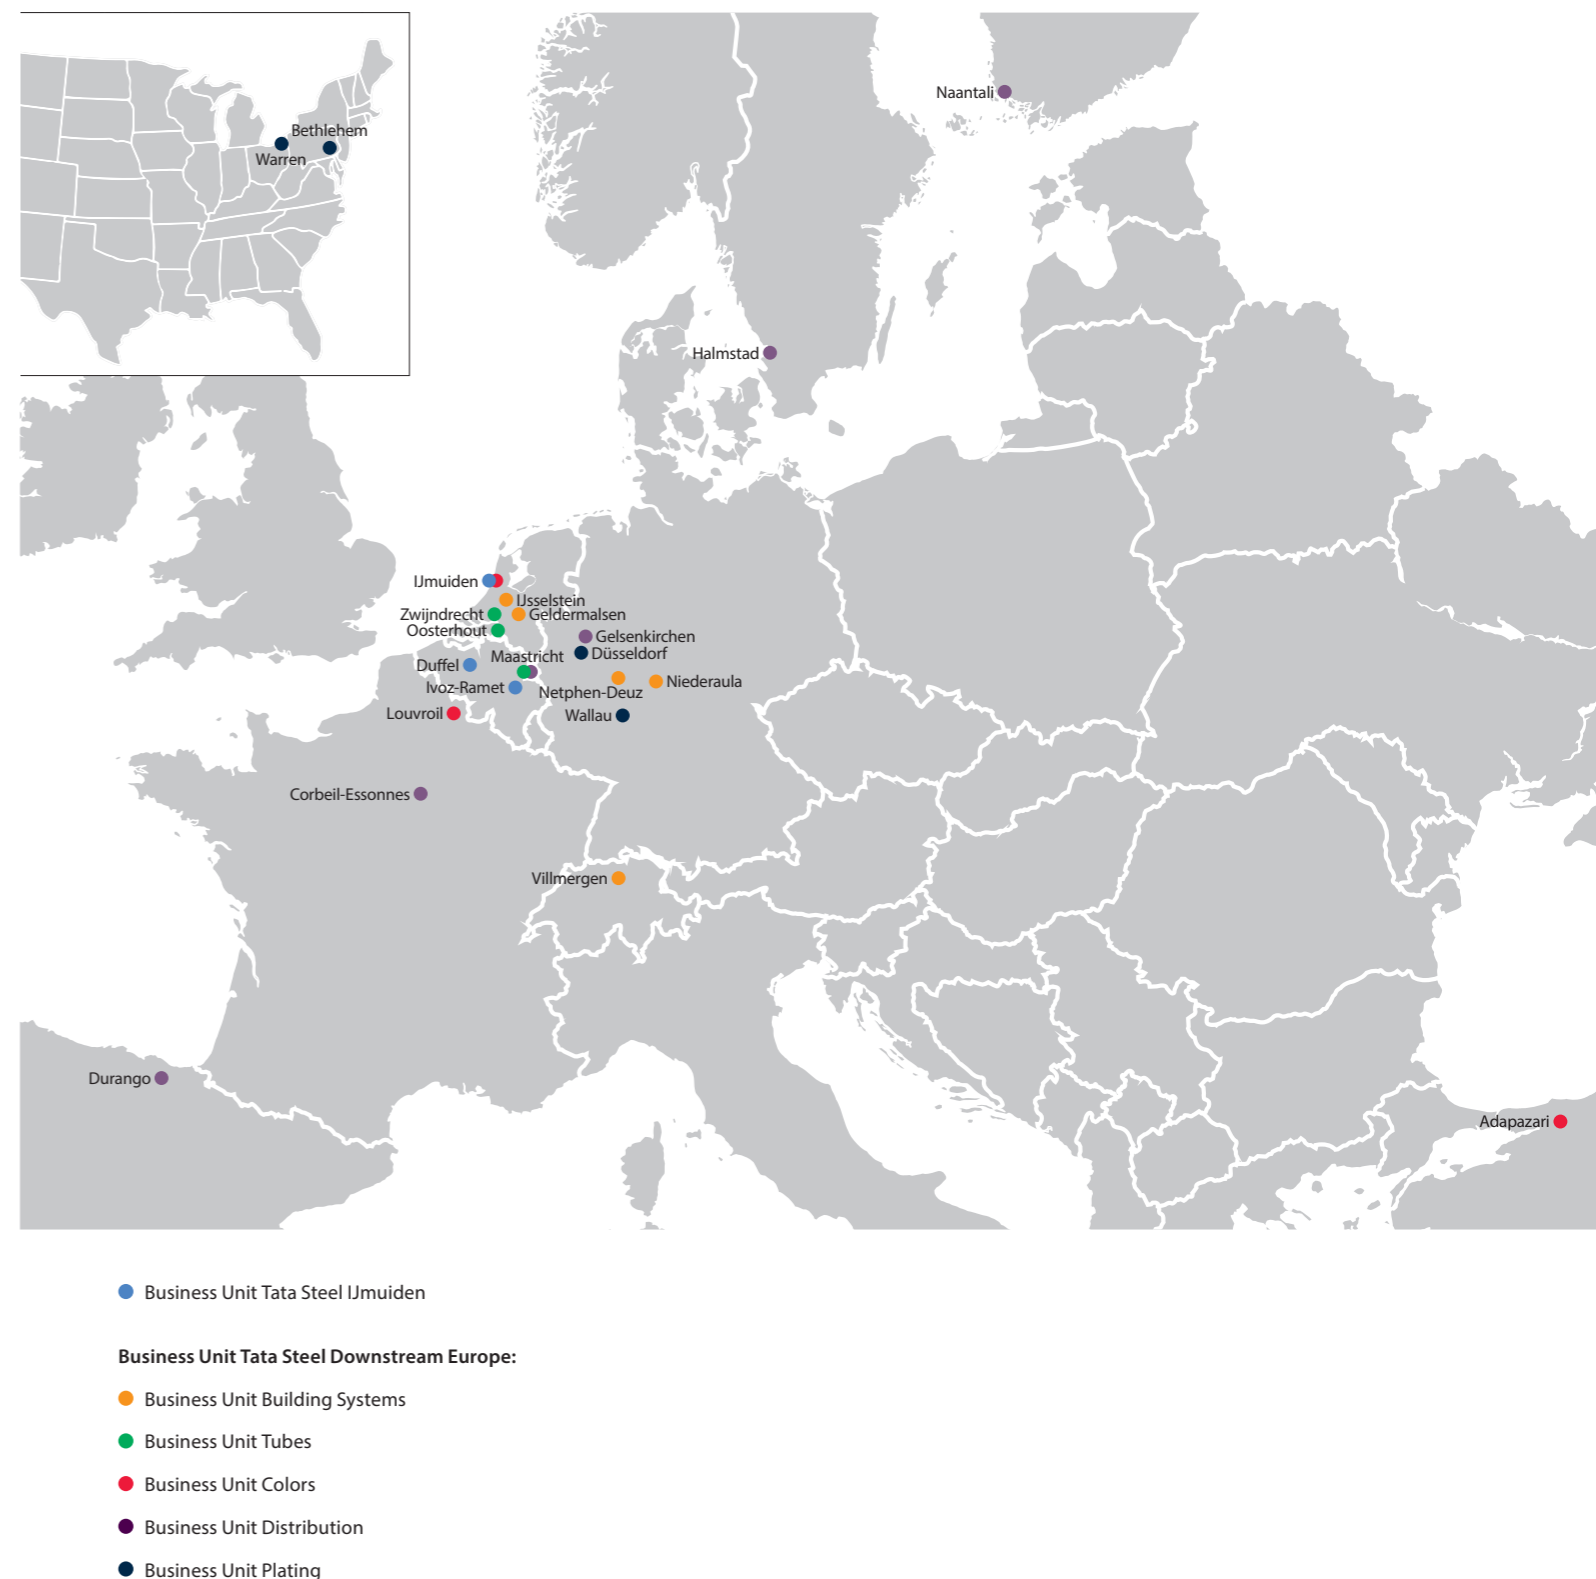 Bethlehem
Warren
Naantali
Halmstad
IJmuiden
IJsselstein
Zwijndrecht
Geldermalsen
Oosterhout
Gelsenkirchen
Düsseldorf
Maastricht
Duffel
Ivoz-Ramet
Netphen-Deuz
Niederaula
Louvroil
Wallau
Corbeil-Essonnes
Villmergen
Durango
Adapazari
Business Unit Tata Steel IJmuiden
Business Unit Tata Steel Downstream Europe:
Business Unit Building Systems
Business Unit Tubes
Business Unit Colors
Business Unit Distribution
Business Unit Plating